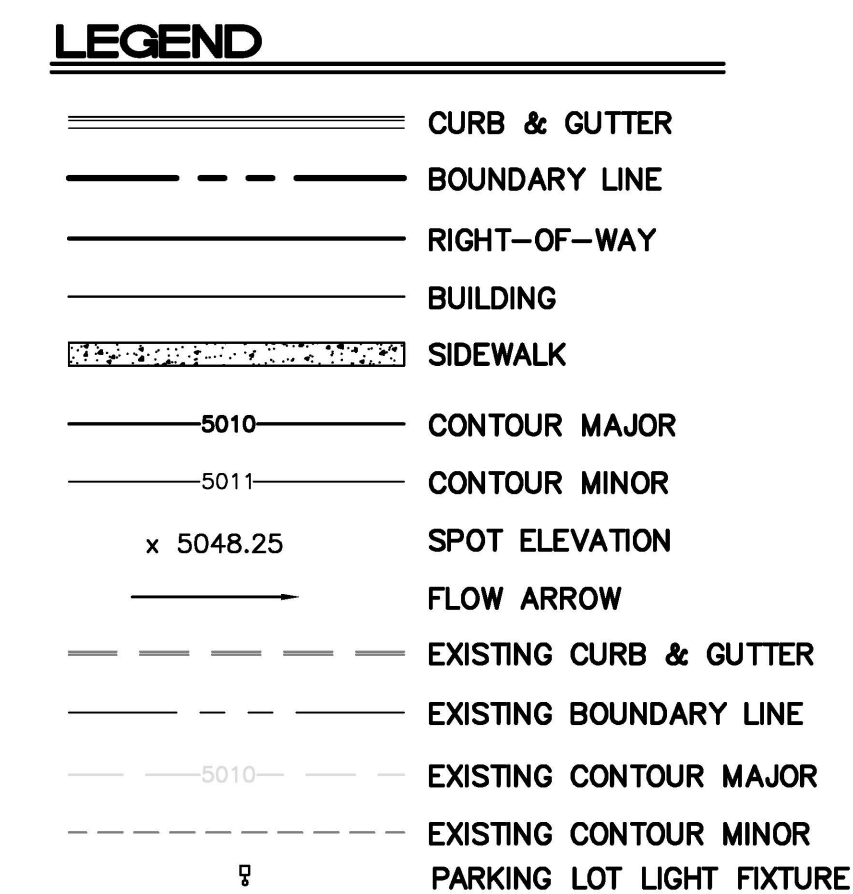 LEGEND
CURB & GUTTER
BOUNDARY LINE
RIGHT-OF-WAY
BUILDING
SIDEWALK
5010 CONTOUR MAJOR
5011 CONTOUR MINOR
x 5048.25 SPOT ELEVATION
FLOW ARROW
EXISTING CURB & GUTTER
EXISTING BOUNDARY LINE
5010 EXISTING CONTOUR MAJOR
EXISTING CONTOUR MINOR
PARKING LOT LIGHT FIXTURE